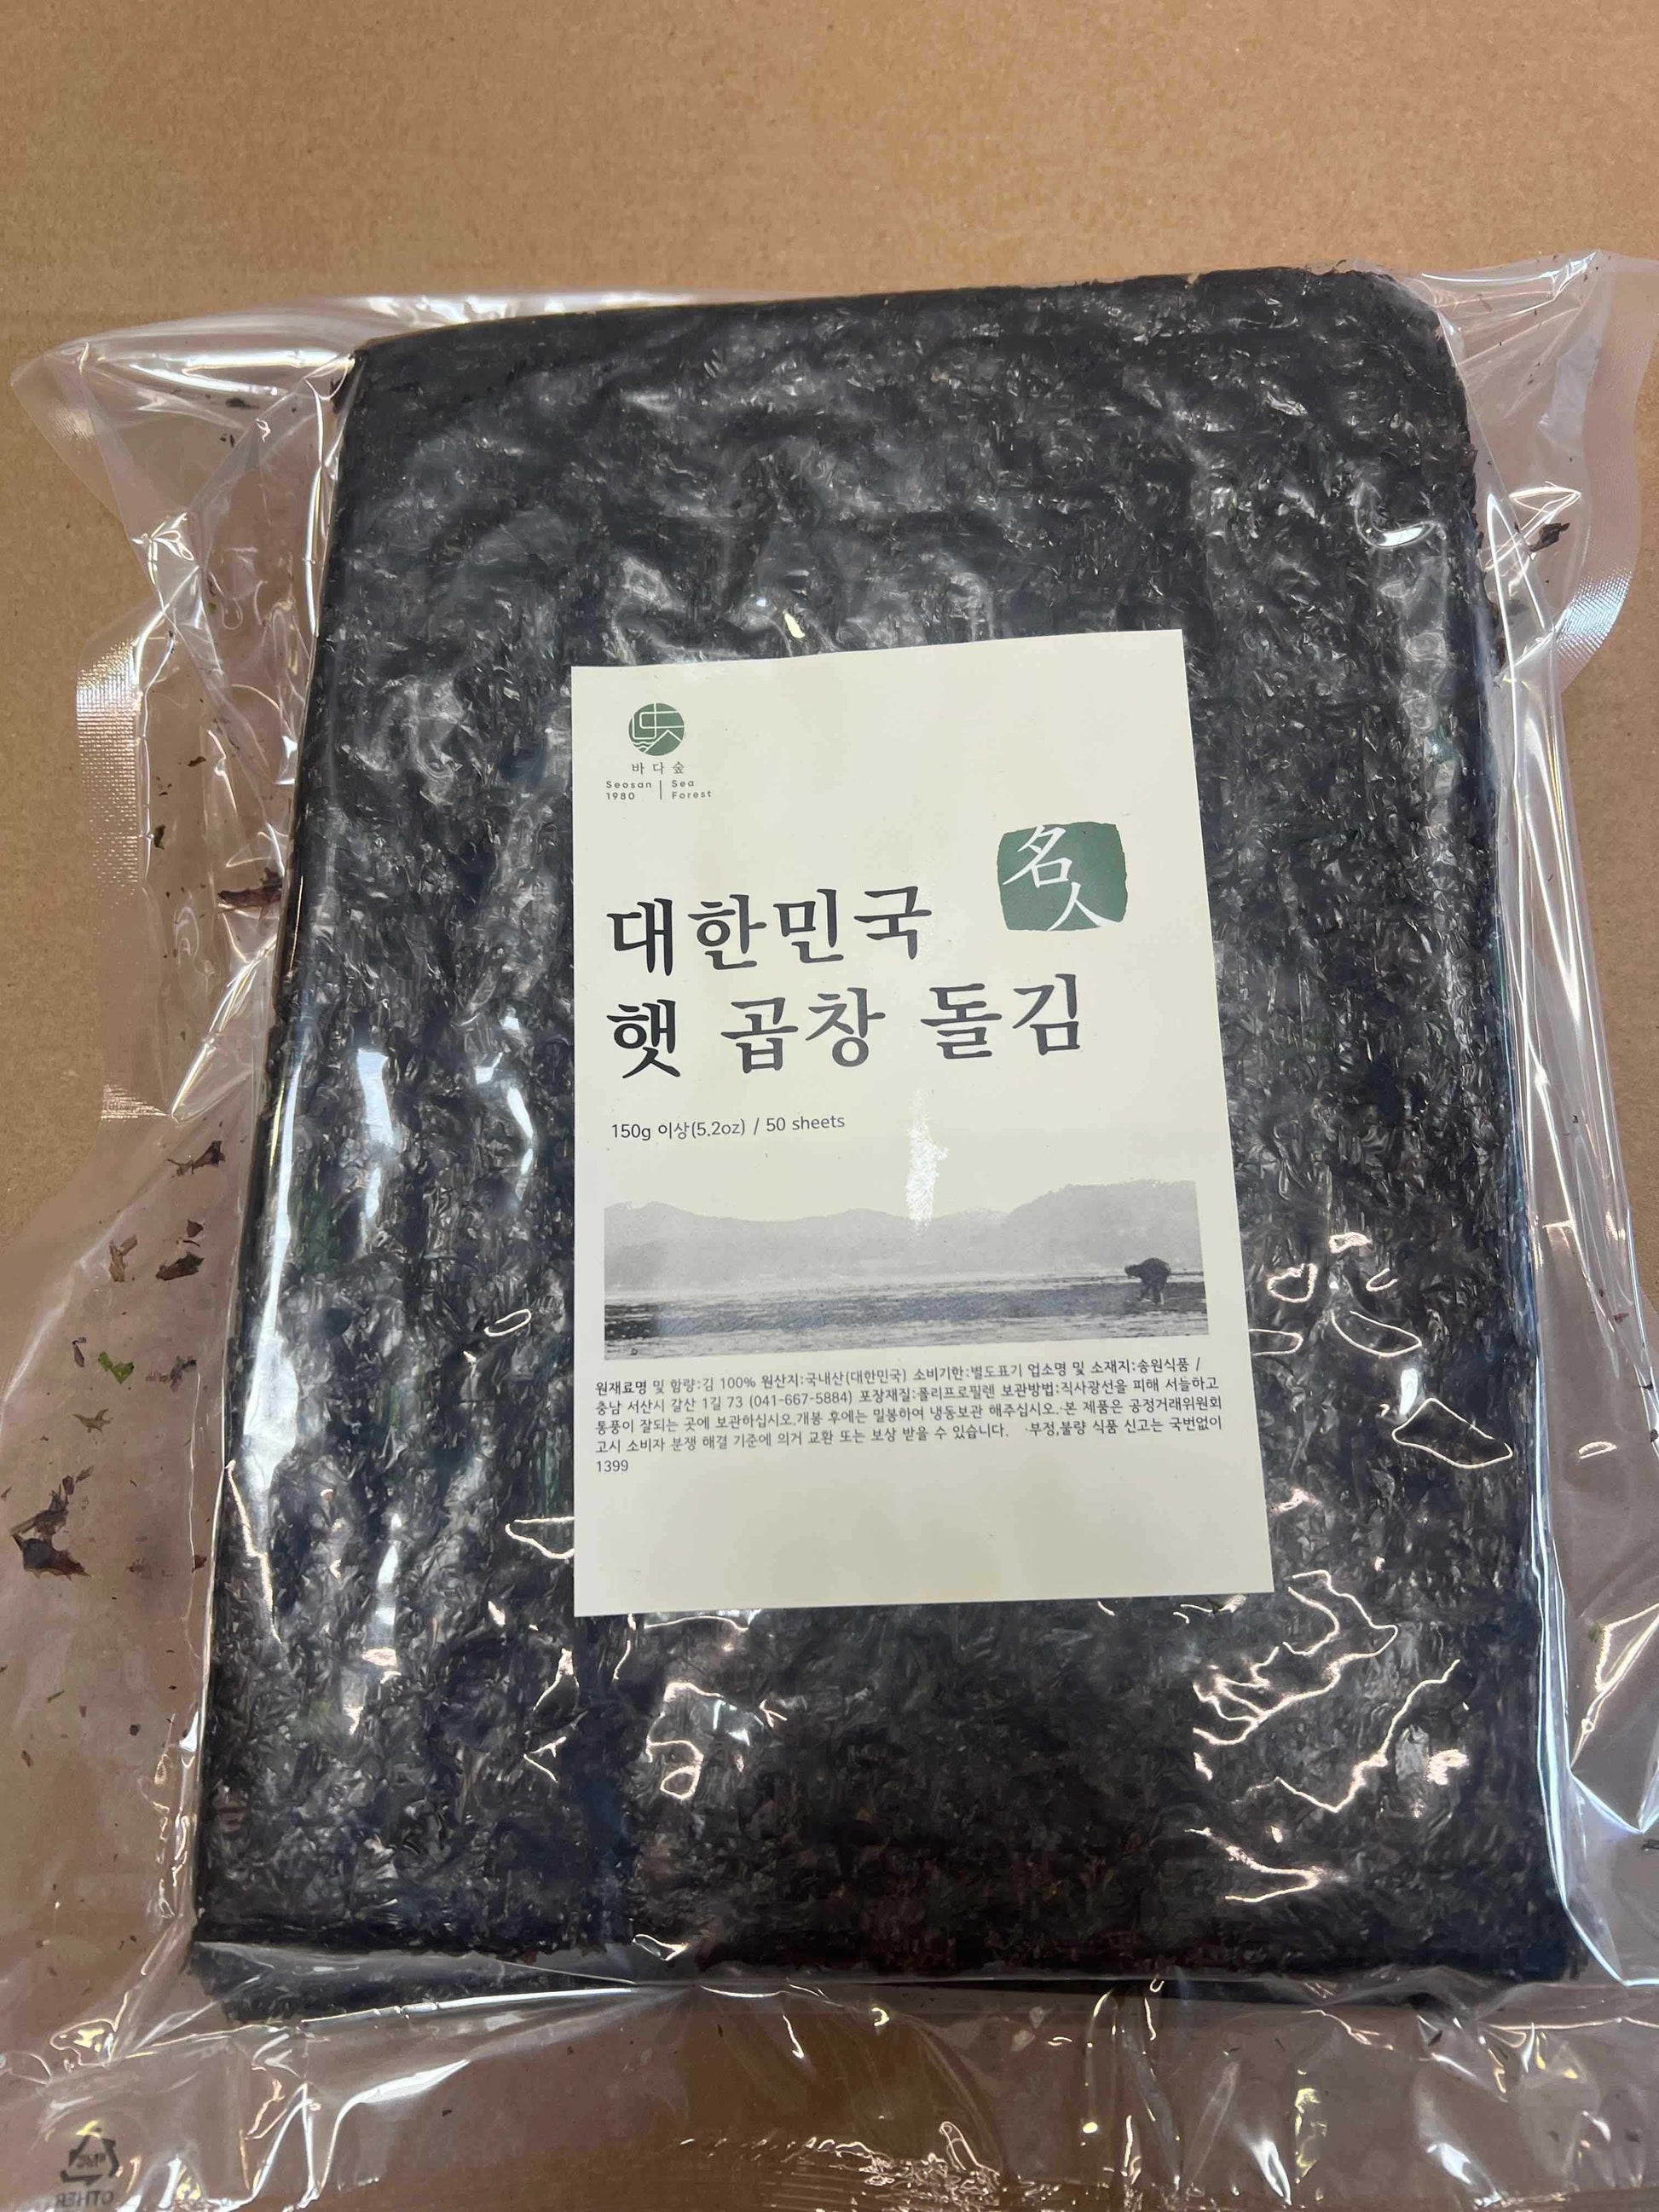 바다숲
Seosan 1980 | Sea Forest
名人
대한민국
햇 곱창 돌김
150g 이상(5.2oz) / 50 sheets
원재료명 및 함량:김 100% 원산지:국내산(대한민국) 소비기한:별도표기 업소명 및 소재지:송원식품 /
충남 서산시 갈산 1길 73 (041-667-5884) 포장재질:폴리프로필렌 보관방법:직사광선을 피해 서늘하고
통풍이 잘되는 곳에 보관하십시오.개봉 후에는 밀봉하여 냉동보관 해주십시오.·본 제품은 공정거래위원회
고시 소비자 분쟁 해결 기준에 의거 교환 또는 보상 받을 수 있습니다. ·부정,불량 식품 신고는 국번없이
1399
OTHER